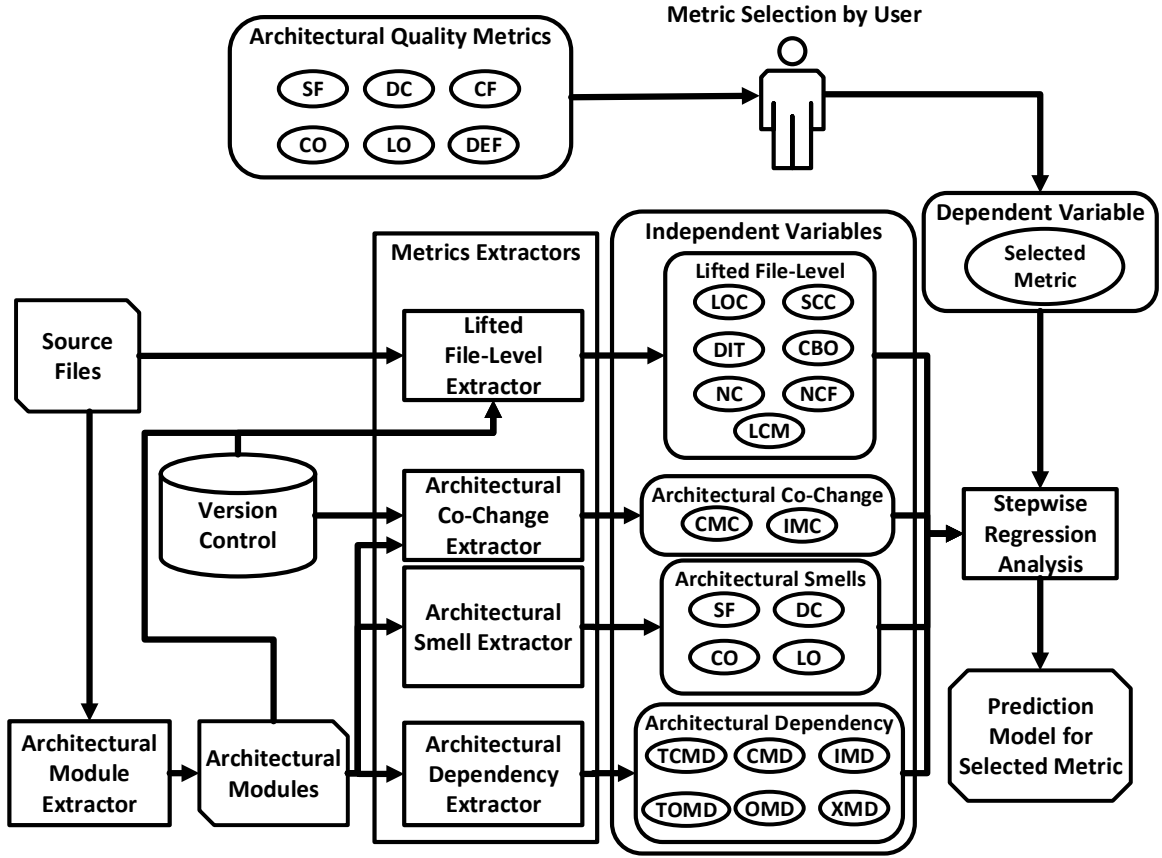 Metric Selection by User
Architectural Quality Metrics
SF DC CF
CO LO DEF
Dependent Variable
Selected
Metric
Metrics Extractors
Independent Variables
Source
Files
Lifted
File-Level
Extractor
Lifted File-Level
LOC SCC
DIT CBO
NC NCF
LCM
Version
Control
Architectural
Co-Change
Extractor
Architectural Co-Change
CMC IMC
Stepwise
Regression
Analysis
Architectural
Smell Extractor
Architectural Smells
SF DC
CO LO
Architectural
Module
Extractor
Architectural
Modules
Architectural
Dependency
Extractor
Architectural Dependency
TCMD CMD IMD
TOMD OMD XMD
Prediction
Model for
Selected Metric